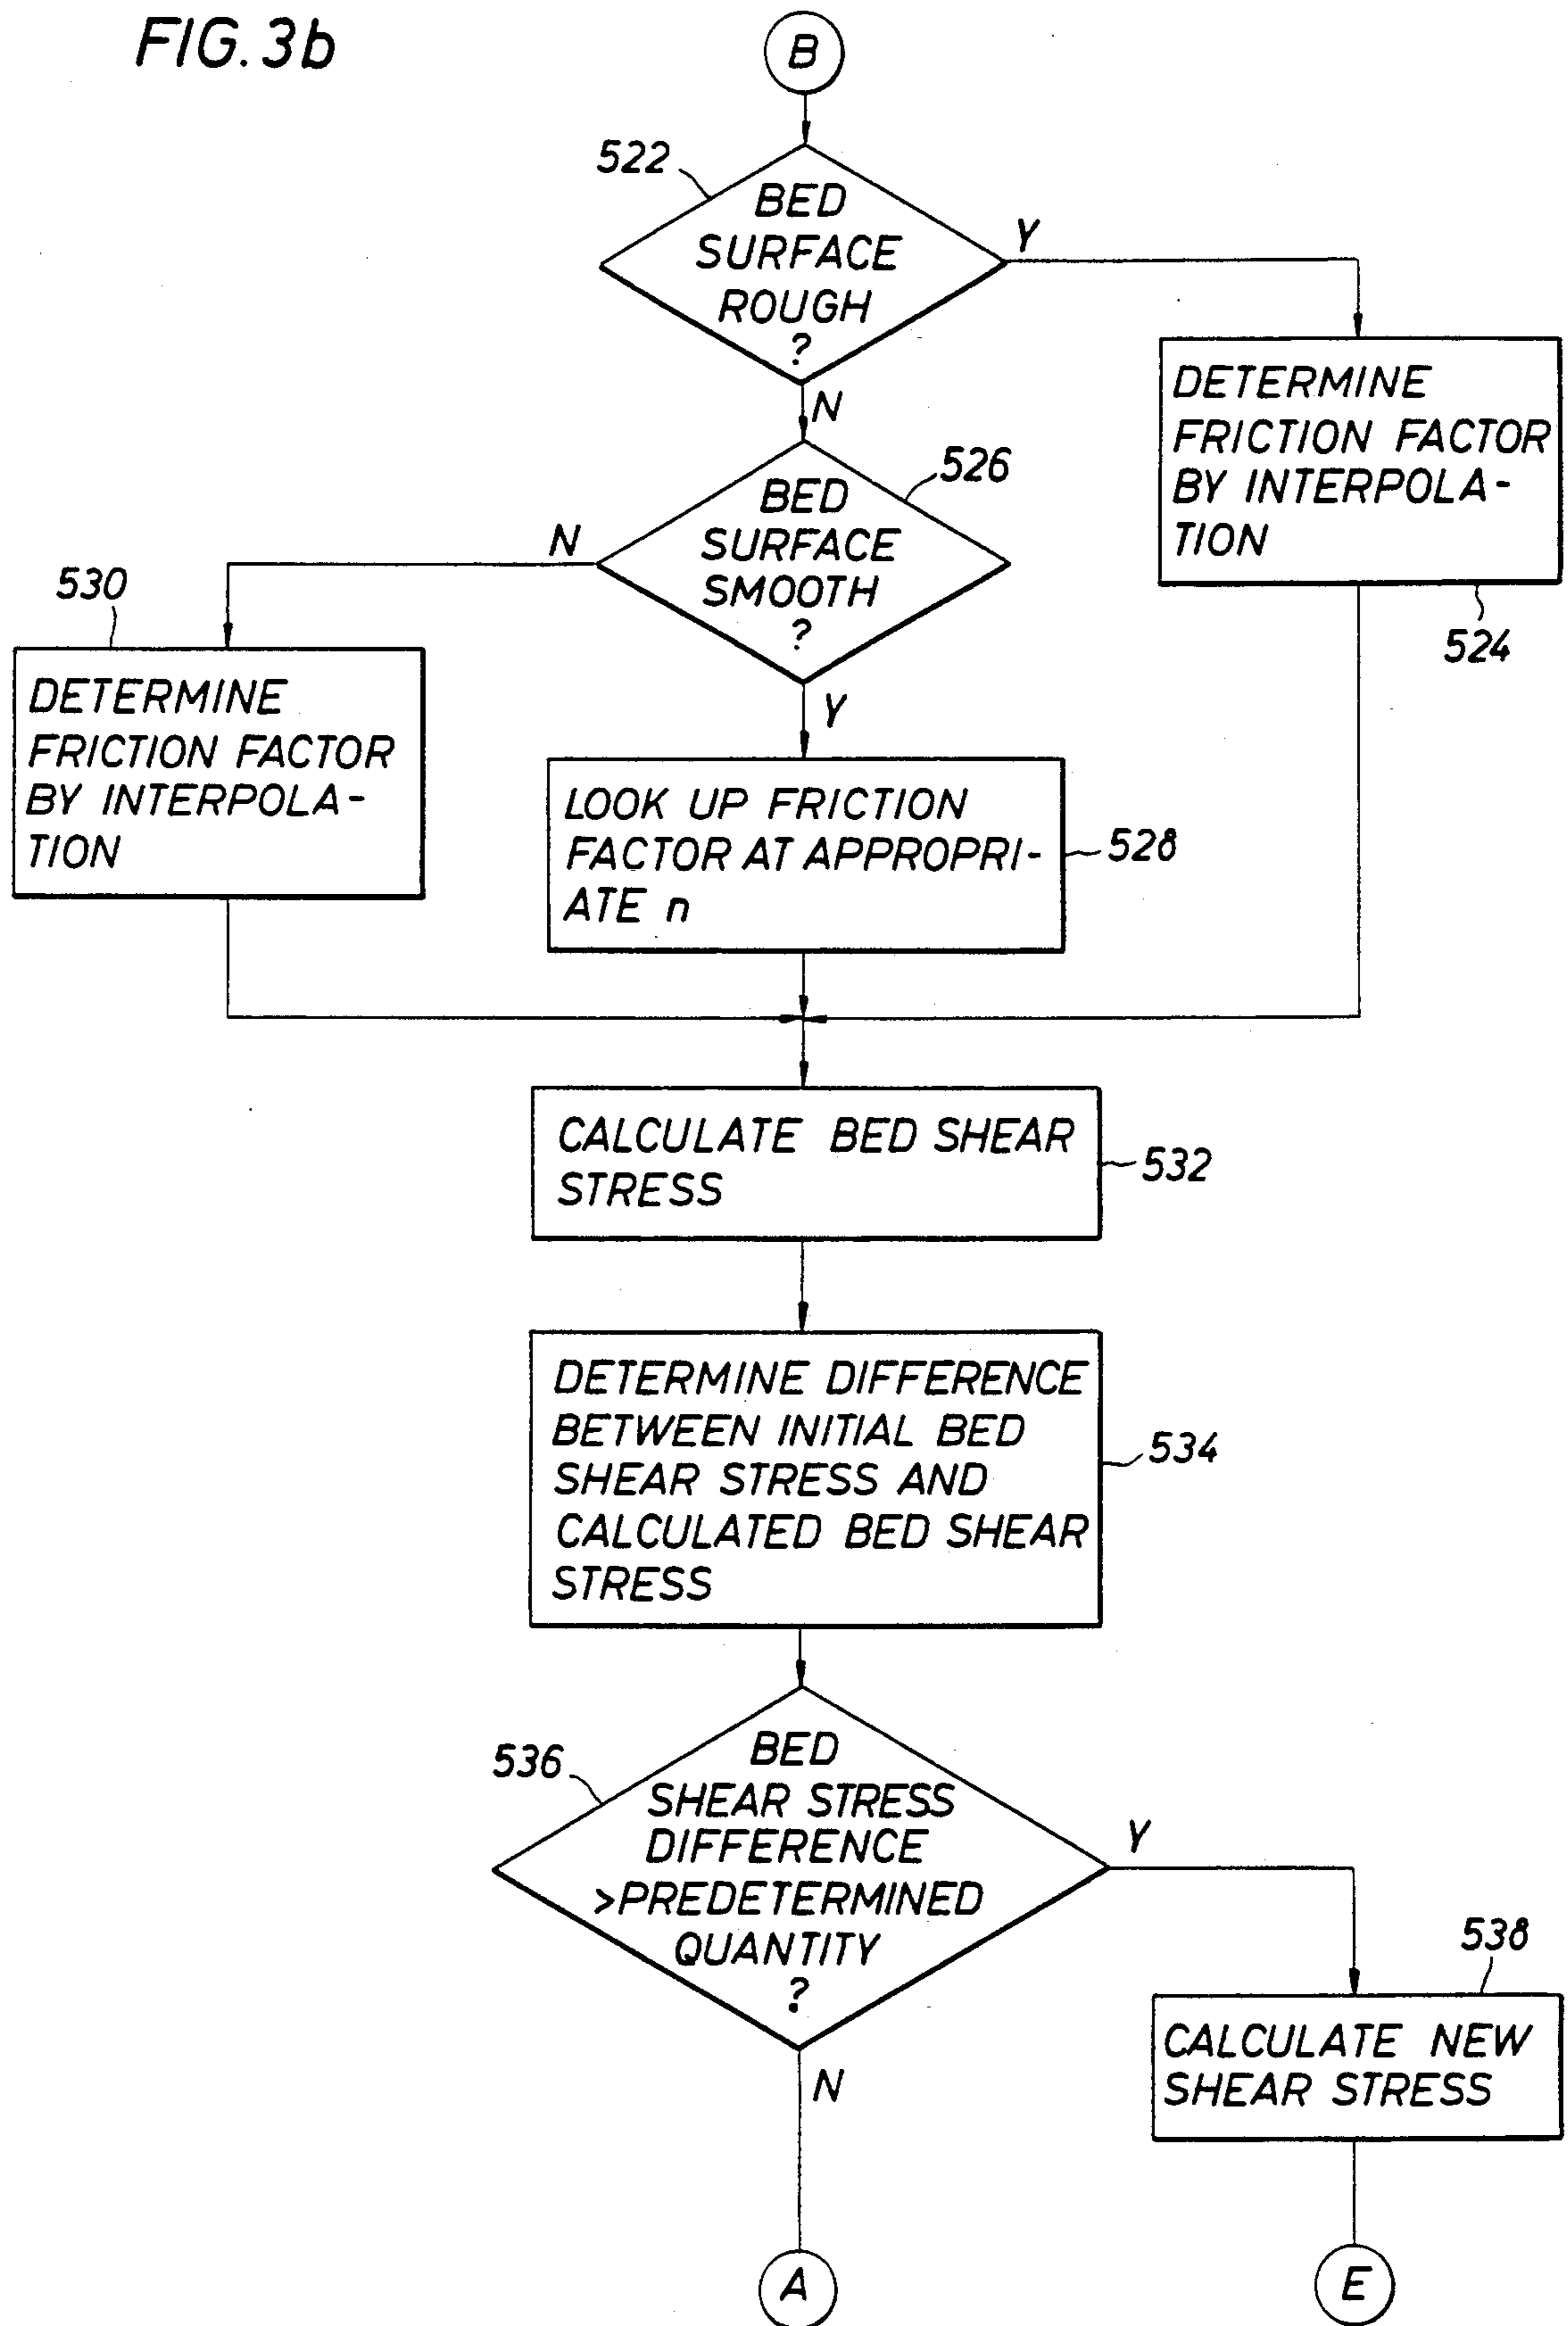 FIG. 3b
B
522
BED
SURFACE
ROUGH
?
Y
N
DETERMINE
FRICTION FACTOR
BY INTERPOLA-
TION
524
526
BED
SURFACE
SMOOTH
?
N
Y
530
DETERMINE
FRICTION FACTOR
BY INTERPOLA-
TION
LOOK UP FRICTION
FACTOR AT APPROPRI-
ATE n
528
CALCULATE BED SHEAR
STRESS
532
DETERMINE DIFFERENCE
BETWEEN INITIAL BED
SHEAR STRESS AND
CALCULATED BED SHEAR
STRESS
534
536
BED
SHEAR STRESS
DIFFERENCE
>PREDETERMINED
QUANTITY
?
Y
N
538
CALCULATE NEW
SHEAR STRESS
A
E